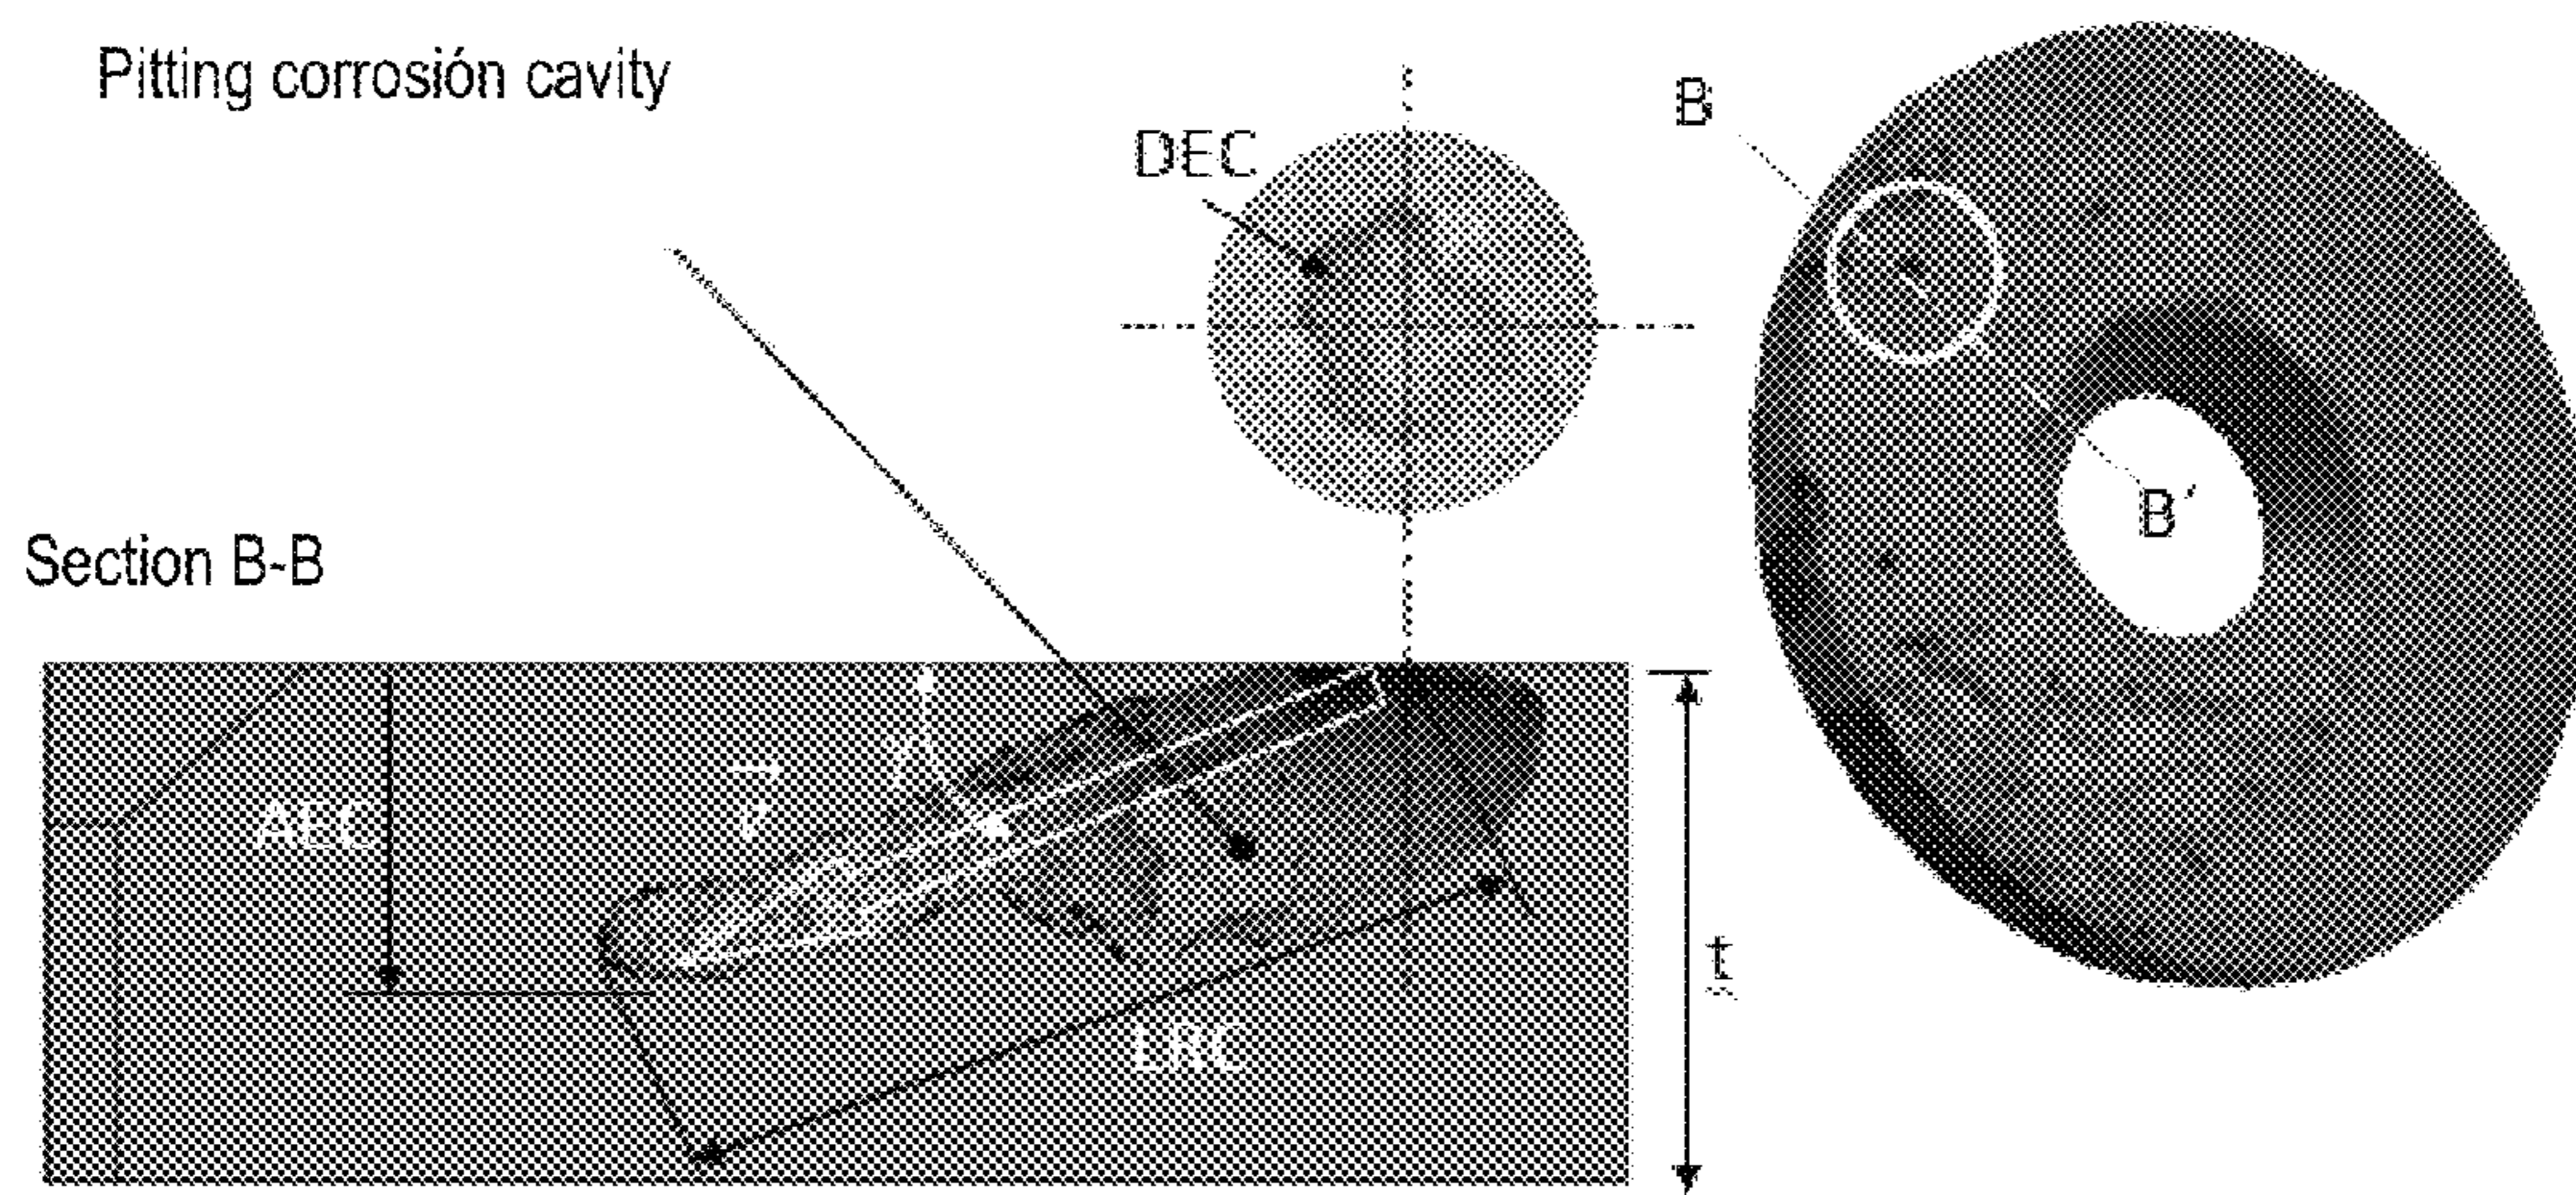 Pitting corrosión cavity
DEC
B
B´
Section B-B
AEC
v
LRC
t